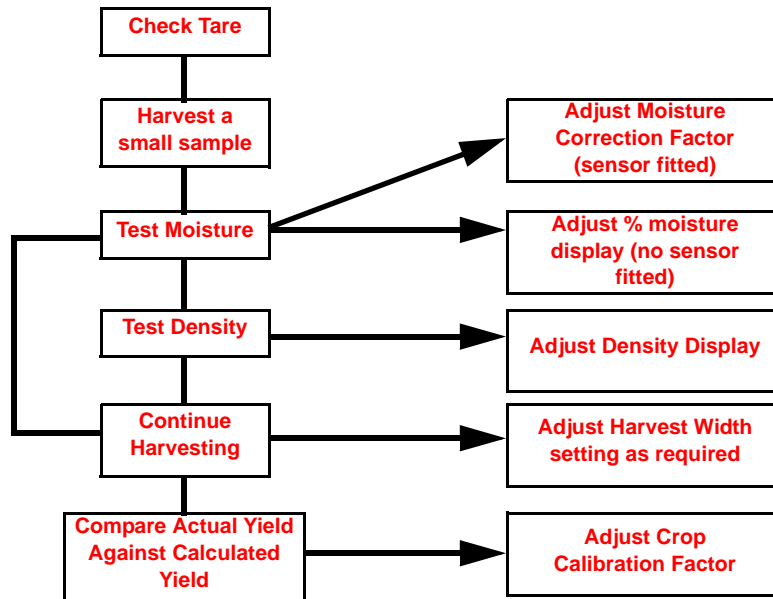 Check Tare
Harvest a
small sample
Adjust Moisture
Correction Factor
(sensor fitted)
Test Moisture
Adjust % moisture
display (no sensor
fitted)
Test Density
Adjust Density Display
Continue
Harvesting
Adjust Harvest Width
setting as required
Compare Actual Yield
Against Calculated
Yield
Adjust Crop
Calibration Factor